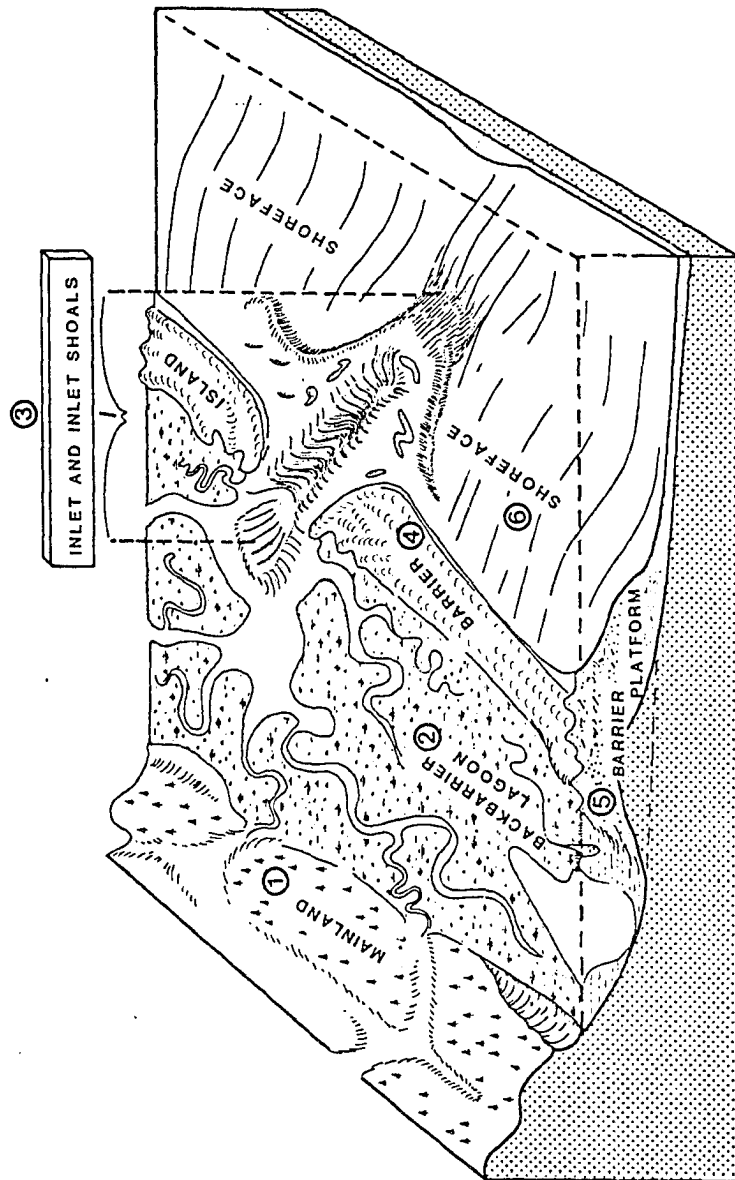 ③
INLET AND INLET SHOALS
ISLAND
SHOREFACE
① MAINLAND
② BACKBARRIER
LAGOON
④ BARRIER
⑥ SHOREFACE
⑤ BARRIER
PLATFORM